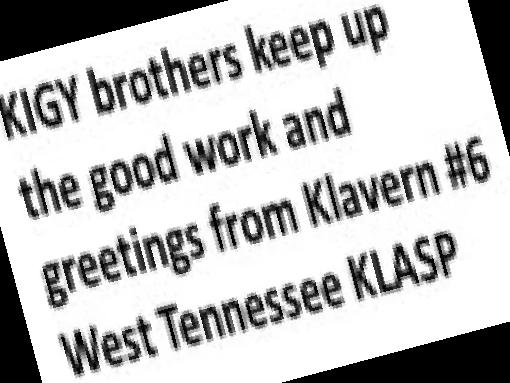 KIGY brothers keep up
the good work and
greetings from Klavern #6
West Tennessee KLASP